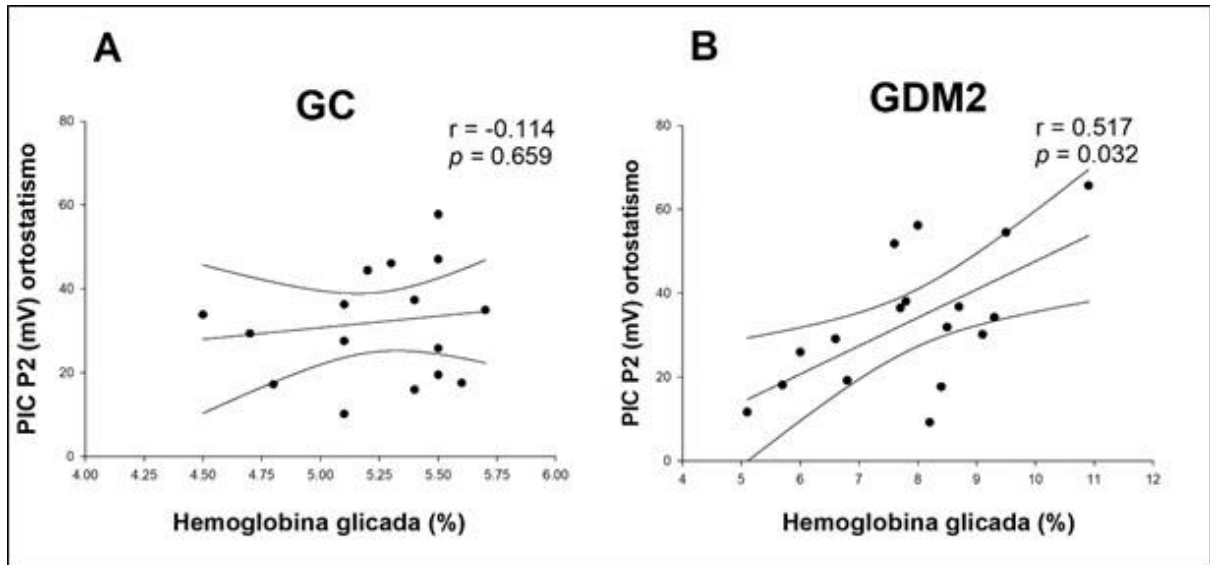 A
GC
r = -0.114
p = 0.659
PIC P2 (mV) ortostatismo
80
60
40
20
0
4.00 4.25 4.50 4.75 5.00 5.25 5.50 5.75 6.00
Hemoglobina glicada (%)
B
GDM2
r = 0.517
p = 0.032
PIC P2 (mV) ortostatismo
80
60
40
20
0
4 5 6 7 8 9 10 11 12
Hemoglobina glicada (%)